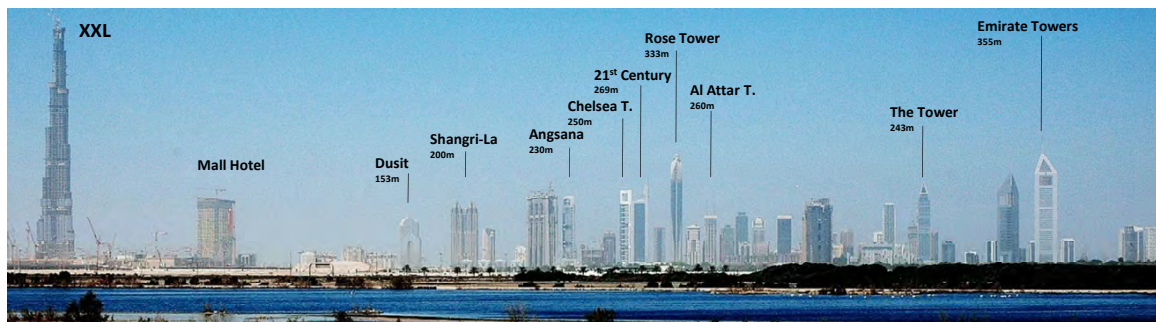 XXL
Mall Hotel
Dusit
153m
Shangri-La
200m
Angsana
230m
Chelsea T.
250m
21st Century
269m
Rose Tower
333m
Al Attar T.
260m
The Tower
243m
Emirate Towers
355m